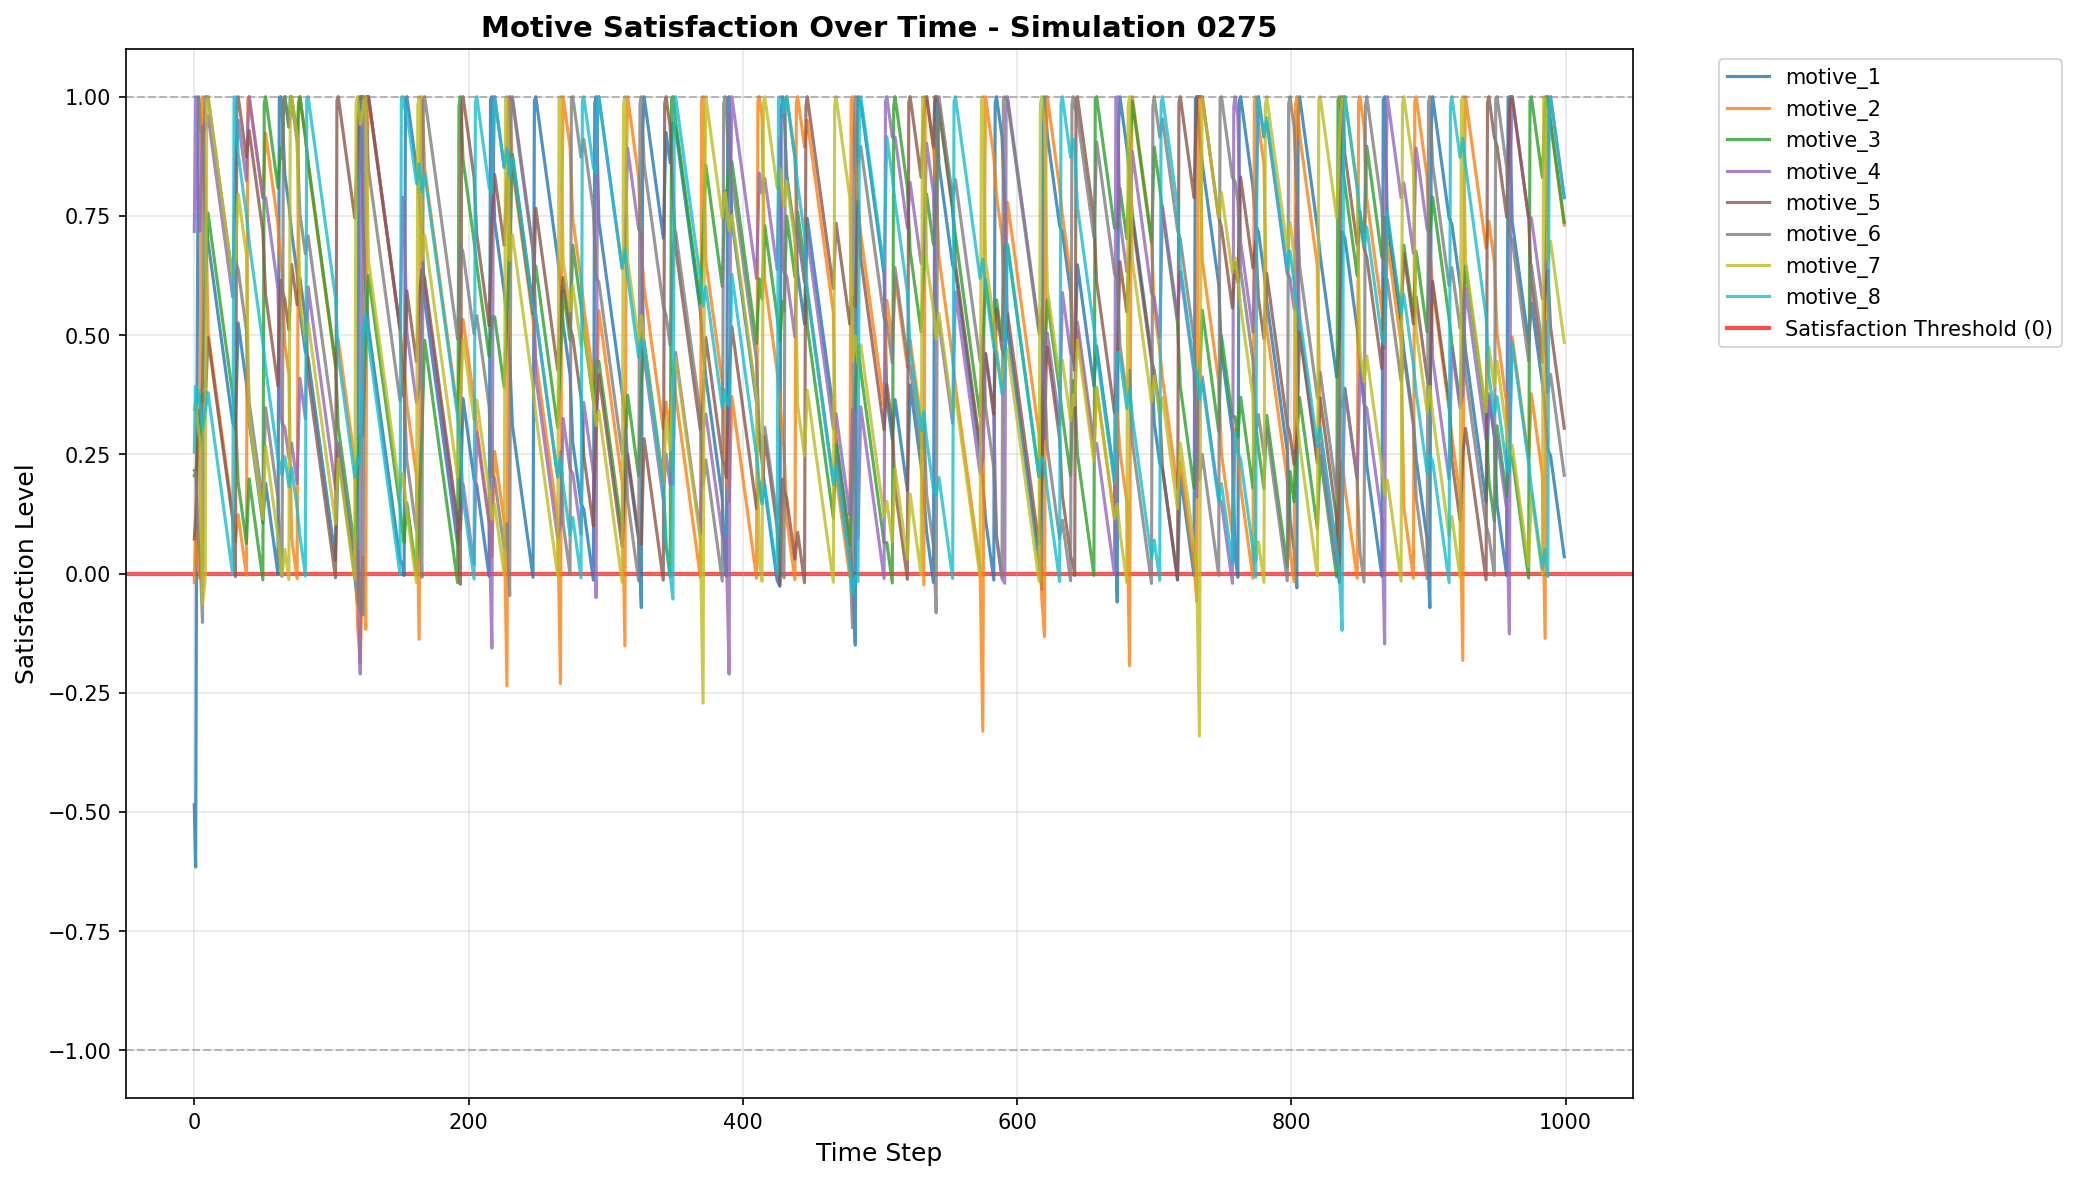 Motive Satisfaction Over Time - Simulation 0275
Satisfaction Level
1.00
0.75
0.50
0.25
0.00
−0.25
−0.50
−0.75
−1.00
0
200
400
600
800
1000
Time Step
motive_1
motive_2
motive_3
motive_4
motive_5
motive_6
motive_7
motive_8
Satisfaction Threshold (0)